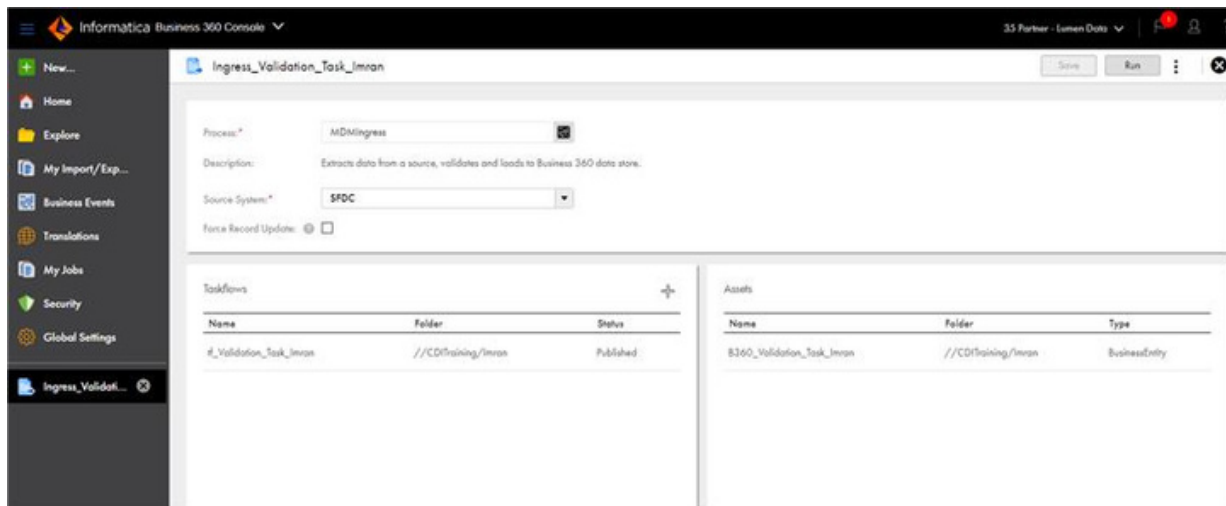 Informatica Business 360 Console
35 Partner - Lumen Data
New...
Home
Explore
My Import/Exp...
Business Events
Translations
My Jobs
Security
Global Settings
Ingress_Validati...
Ingress_Validation_Task_Imran
Save Run
Process:* MDMIngress
Description: Extracts data from a source, validates and loads to Business 360 data store.
Source System:* SFDC
Force Record Update:
Taskflows
Name Folder Status
tf_Validation_Task_Imran //CDITraining/Imran Published
Assets
Name Folder Type
B360_Validation_Task_Imran //CDITraining/Imran BusinessEntity